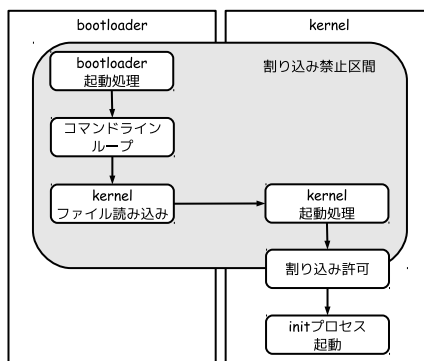 bootloader
kernel
割り込み禁止区間
bootloader
起動処理
コマンドライン
ループ
kernel
ファイル読み込み
kernel
起動処理
割り込み許可
initプロセス
起動